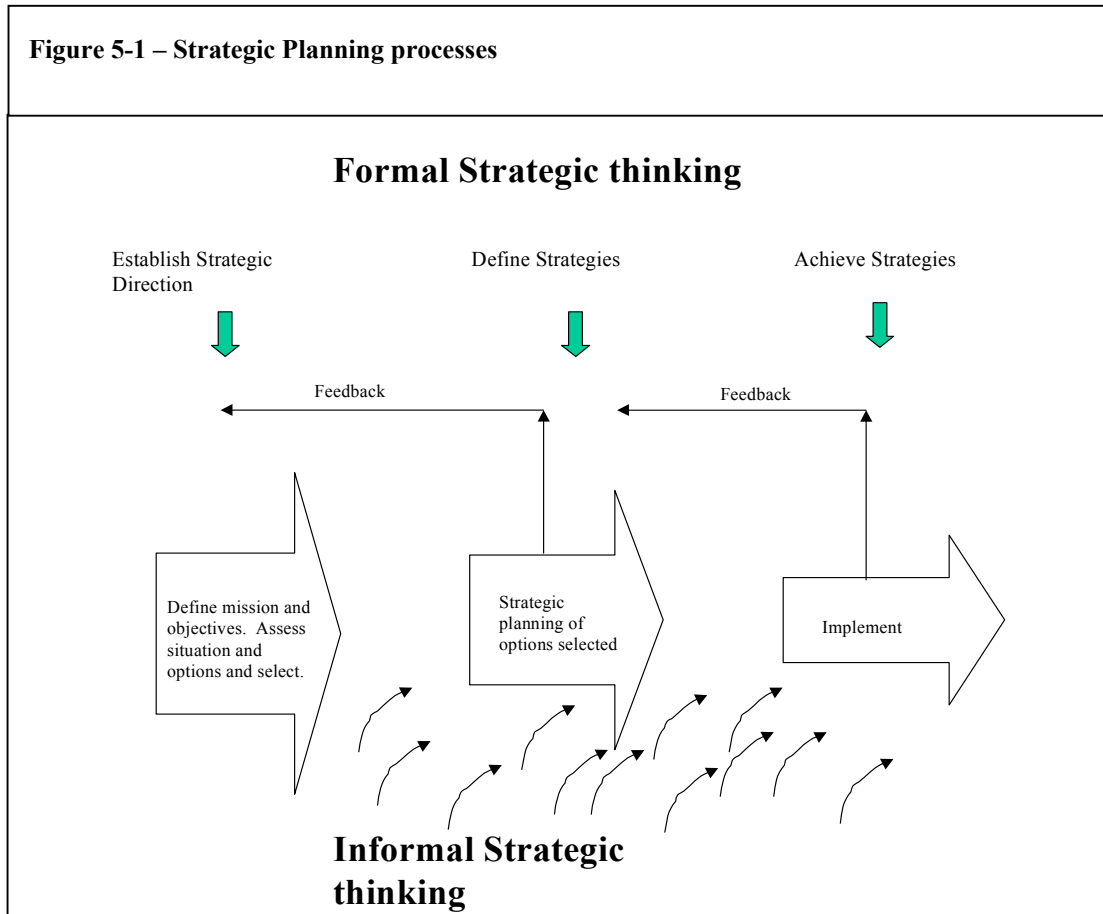 Figure 5-1 – Strategic Planning processes
Formal Strategic thinking
Establish Strategic
Direction
Define Strategies
Achieve Strategies
Feedback
Feedback
Define mission and
objectives. Assess
situation and
options and select.
Strategic
planning of
options selected
Implement
Informal Strategic
thinking